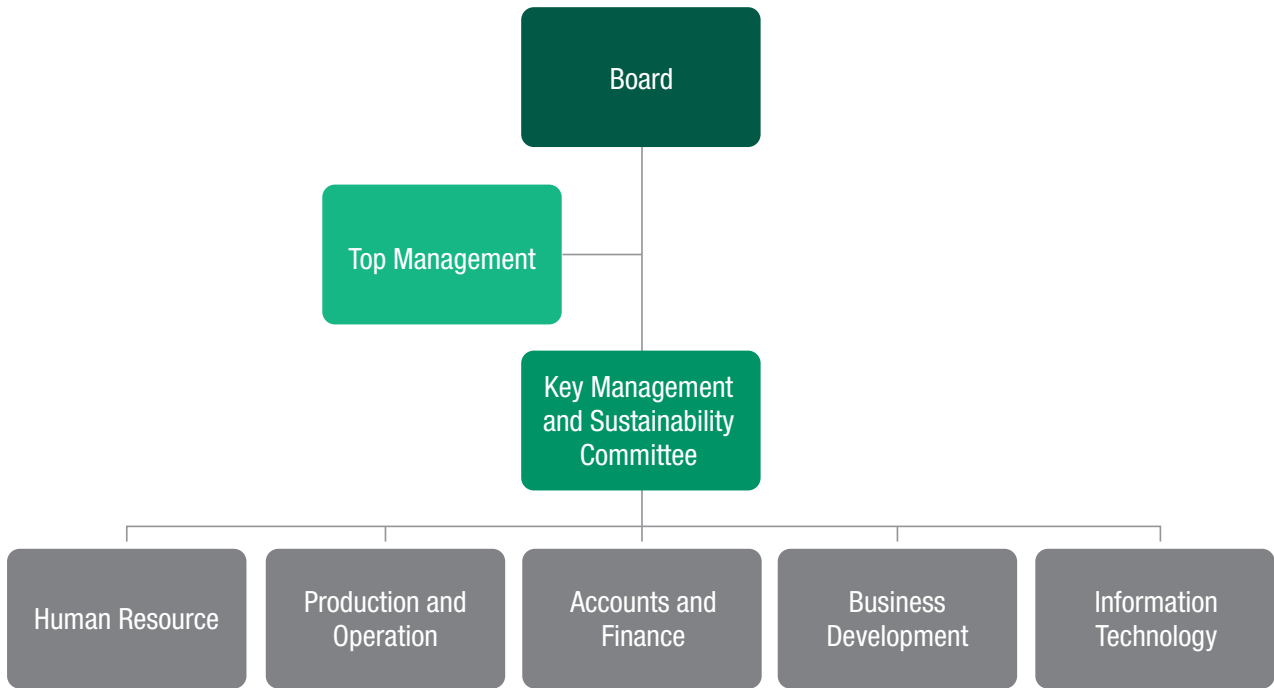 Board
Top Management
Key Management
and Sustainability
Committee
Human Resource
Production and
Operation
Accounts and
Finance
Business
Development
Information
Technology